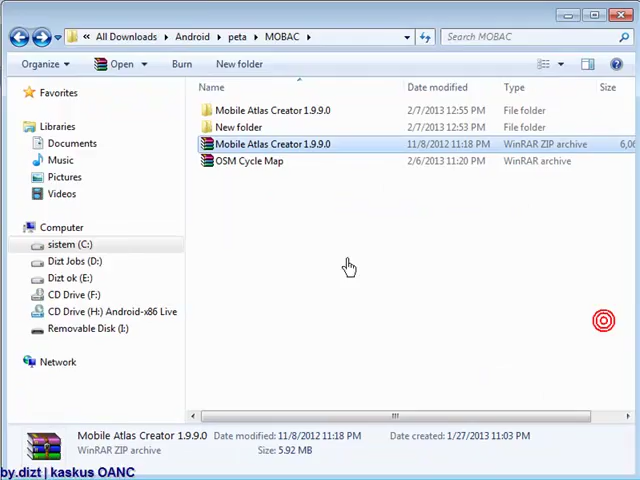 « All Downloads ▸ Android ▸ peta ▸ MOBAC ▸
Search MOBAC
Organize Open Burn New folder
Name Date modified Type Size
Favorites
Libraries
Documents
Music
Pictures
Videos
Computer
sistem (C:)
Dizt Jobs (D:)
Dizt ok (E:)
CD Drive (F:)
CD Drive (H:) Android-x86 Live
Removable Disk (I:)
Network
Mobile Atlas Creator 1.9.9.0 2/7/2013 12:55 PM File folder
New folder 2/7/2013 12:53 PM File folder
Mobile Atlas Creator 1.9.9.0 11/8/2012 11:18 PM WinRAR ZIP archive
OSM Cycle Map 2/6/2013 11:20 PM WinRAR archive
Mobile Atlas Creator 1.9.9.0 Date modified: 11/8/2012 11:18 PM Date created: 1/27/2013 11:03 PM
WinRAR ZIP archive Size: 5.92 MB
by.dizt | kaskus OANC